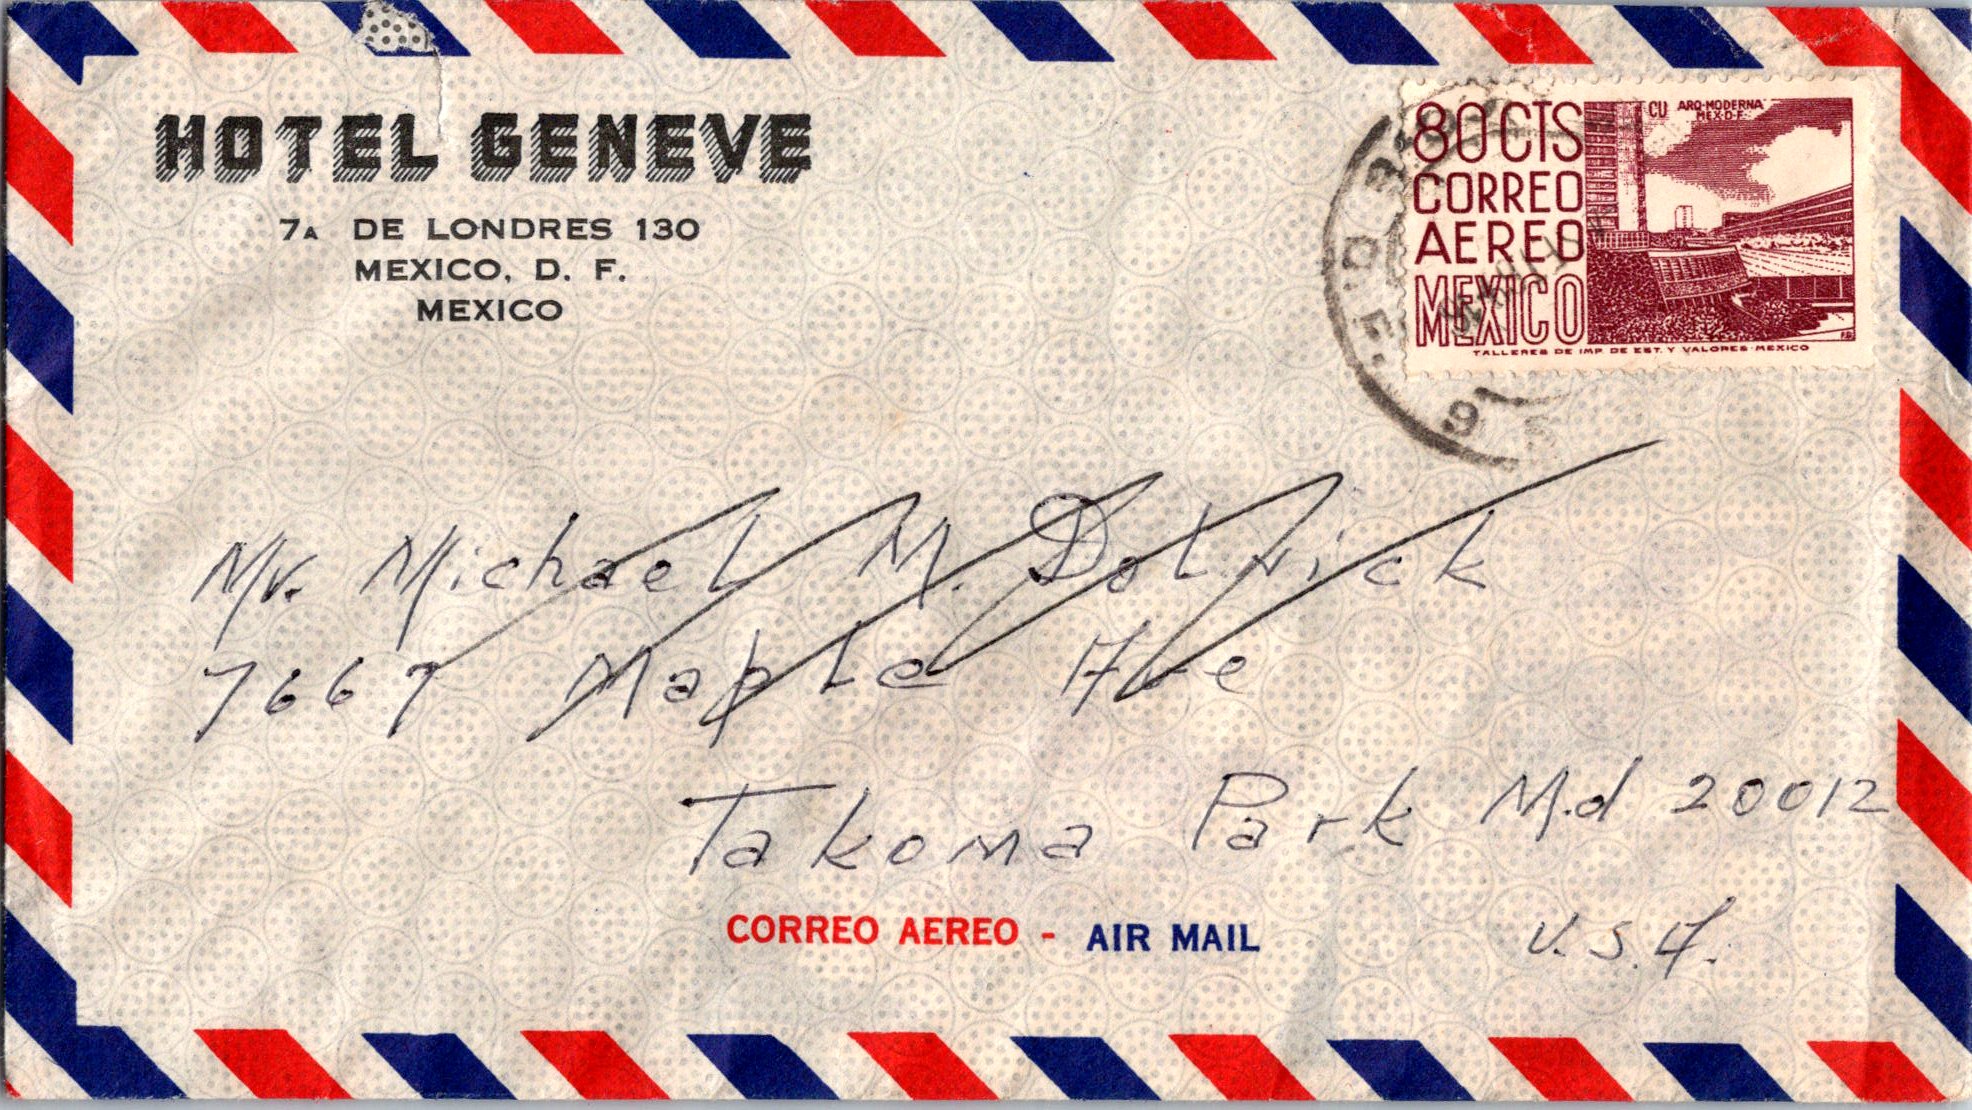 HOTEL GENEVE
7A DE LONDRES 130
MEXICO, D. F.
MEXICO
80 CTS
CORREO
AEREO
MEXICO
CU ARQ-MODERNA
MEX-D-F-
TALLERES DE IMP. DE EST. Y VALORES-MEXICO
Mr. Michael M. Dolnick
7667 Maple Ave
Takoma Park M.d 20012
U.S.A.
CORREO AEREO - AIR MAIL